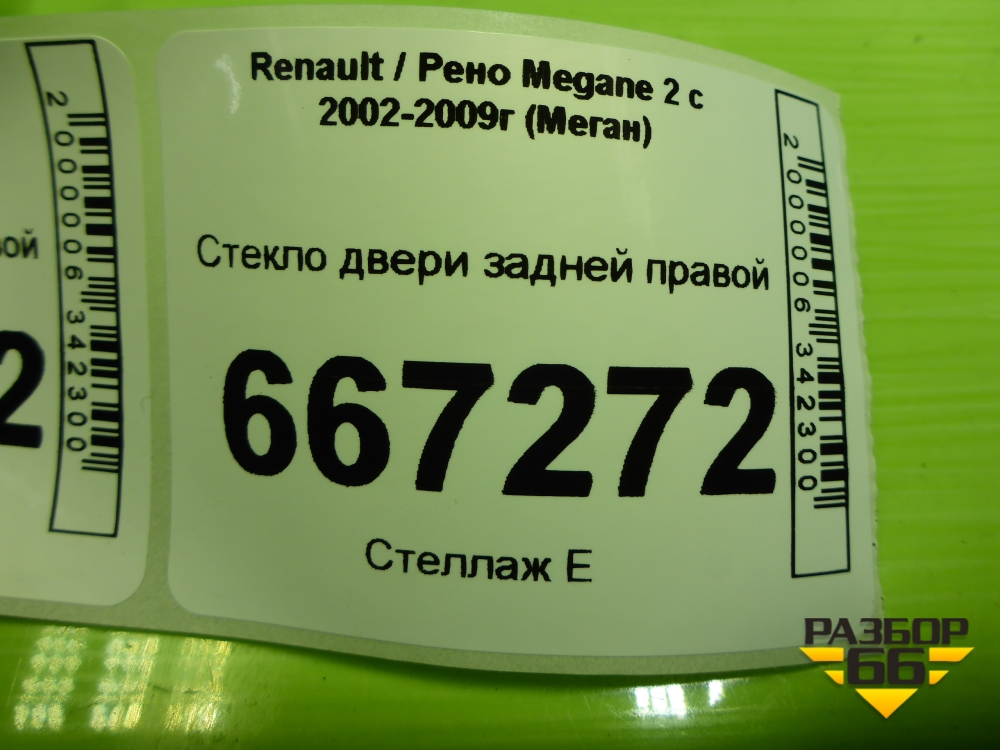 вой
2
2000006342300
Renault / Рено Megane 2 с
2002-2009г (Меган)
Стекло двери задней правой
667272
Стеллаж Е
2000006342300
РАЗБОР
66